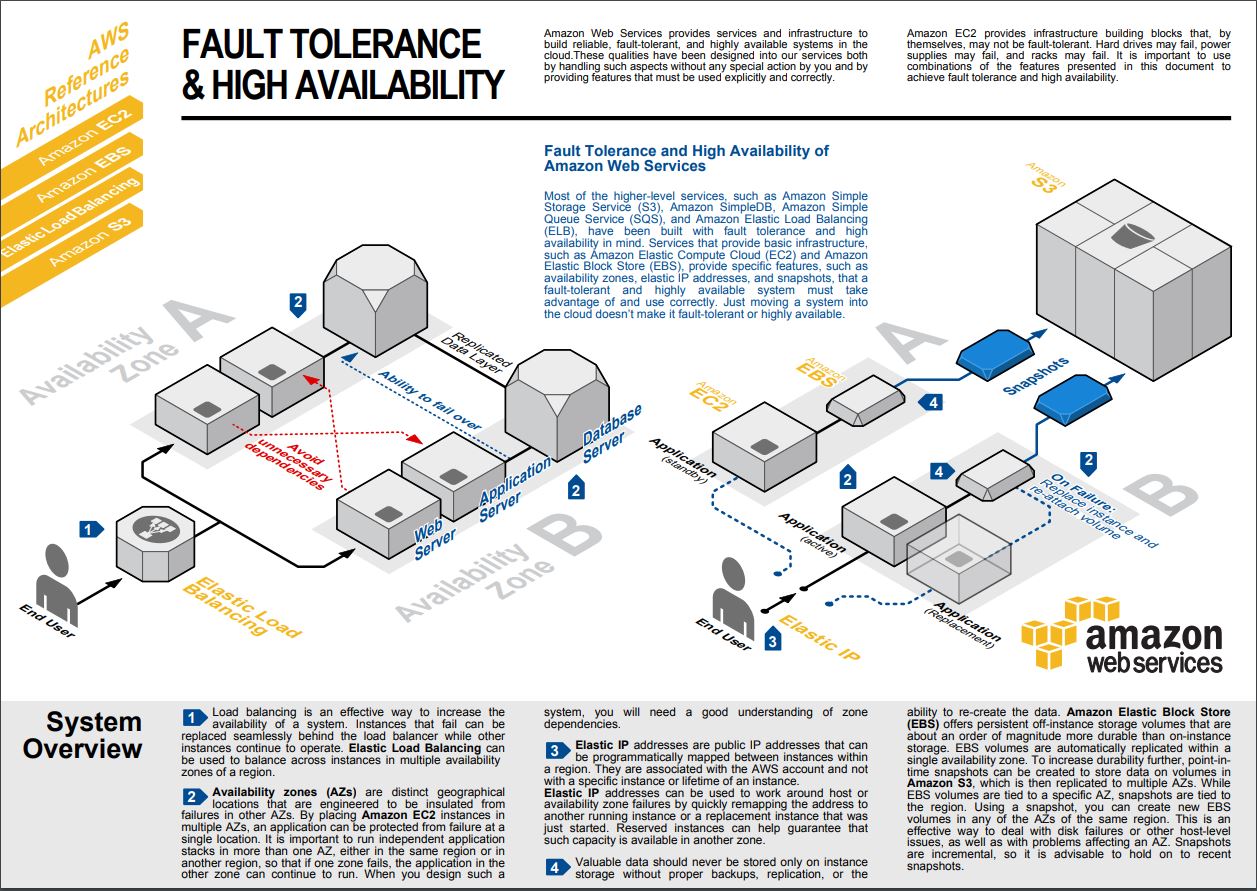 AWS
Reference
Architectures
Amazon EC2
Amazon EBS
Elastic Load Balancing
Amazon S3
FAULT TOLERANCE
& HIGH AVAILABILITY
Amazon Web Services provides services and infrastructure to
build reliable, fault-tolerant, and highly available systems in the
cloud.These qualities have been designed into our services both
by handling such aspects without any special action by you and by
providing features that must be used explicitly and correctly.
Amazon EC2 provides infrastructure building blocks that, by
themselves, may not be fault-tolerant. Hard drives may fail, power
supplies may fail, and racks may fail. It is important to use
combinations of the features presented in this document to
achieve fault tolerance and high availability.
Fault Tolerance and High Availability of
Amazon Web Services
Most of the higher-level services, such as Amazon Simple
Storage Service (S3), Amazon SimpleDB, Amazon Simple
Queue Service (SQS), and Amazon Elastic Load Balancing
(ELB), have been built with fault tolerance and high
availability in mind. Services that provide basic infrastructure,
such as Amazon Elastic Compute Cloud (EC2) and Amazon
Elastic Block Store (EBS), provide specific features, such as
availability zones, elastic IP addresses, and snapshots, that a
fault-tolerant and highly available system must take
advantage of and use correctly. Just moving a system into
the cloud doesn't make it fault-tolerant or highly available.
Availability
Zone
A
2
Replicated
Data Layer
Ability to fail over
Avoid
unnecessary
dependencies
Database
Server
Application
Server
Web
Server
2
Availability
Zone
B
1
End User
Elastic Load
Balancing
Amazon
S3
A
Amazon
EBS
Amazon
EC2
Snapshots
4
Application
(standby)
2
4
2
On Failure:
Replace instance and
re-attach volume
B
Application
(active)
Application
(Replacement)
End User
3
Elastic IP
amazon
webservices
System
Overview
1 Load balancing is an effective way to increase the
availability of a system. Instances that fail can be
replaced seamlessly behind the load balancer while other
instances continue to operate. Elastic Load Balancing can
be used to balance across instances in multiple availability
zones of a region.
2 Availability zones (AZs) are distinct geographical
locations that are engineered to be insulated from
failures in other AZs. By placing Amazon EC2 instances in
multiple AZs, an application can be protected from failure at a
single location. It is important to run independent application
stacks in more than one AZ, either in the same region or in
another region, so that if one zone fails, the application in the
other zone can continue to run. When you design such a
system, you will need a good understanding of zone
dependencies.
3 Elastic IP addresses are public IP addresses that can
be programmatically mapped between instances within
a region. They are associated with the AWS account and not
with a specific instance or lifetime of an instance.
Elastic IP addresses can be used to work around host or
availability zone failures by quickly remapping the address to
another running instance or a replacement instance that was
just started. Reserved instances can help guarantee that
such capacity is available in another zone.
4 Valuable data should never be stored only on instance
storage without proper backups, replication, or the
ability to re-create the data. Amazon Elastic Block Store
(EBS) offers persistent off-instance storage volumes that are
about an order of magnitude more durable than on-instance
storage. EBS volumes are automatically replicated within a
single availability zone. To increase durability further, point-in-
time snapshots can be created to store data on volumes in
Amazon S3, which is then replicated to multiple AZs. While
EBS volumes are tied to a specific AZ, snapshots are tied to
the region. Using a snapshot, you can create new EBS
volumes in any of the AZs of the same region. This is an
effective way to deal with disk failures or other host-level
issues, as well as with problems affecting an AZ. Snapshots
are incremental, so it is advisable to hold on to recent
snapshots.